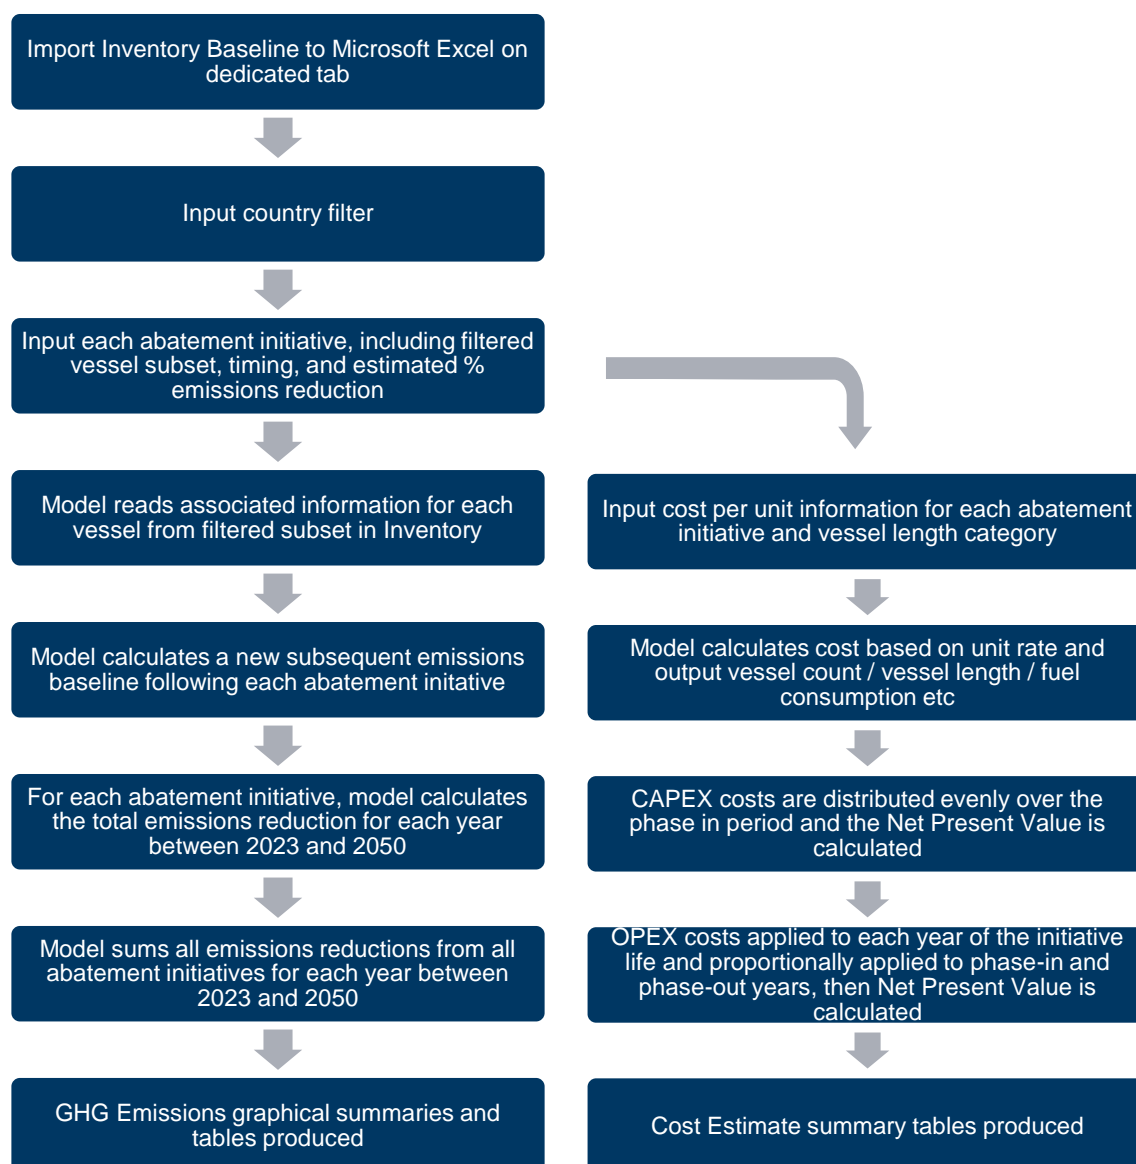 Import Inventory Baseline to Microsoft Excel on
dedicated tab
Input country filter
Input each abatement initiative, including filtered
vessel subset, timing, and estimated %
emissions reduction
Model reads associated information for each
vessel from filtered subset in Inventory
Model calculates a new subsequent emissions
baseline following each abatement initative
For each abatement initiative, model calculates
the total emissions reduction for each year
between 2023 and 2050
Model sums all emissions reductions from all
abatement initiatives for each year between
2023 and 2050
GHG Emissions graphical summaries and
tables produced
Input cost per unit information for each abatement
initiative and vessel length category
Model calculates cost based on unit rate and
output vessel count / vessel length / fuel
consumption etc
CAPEX costs are distributed evenly over the
phase in period and the Net Present Value is
calculated
OPEX costs applied to each year of the initiative
life and proportionally applied to phase-in and
phase-out years, then Net Present Value is
calculated
Cost Estimate summary tables produced